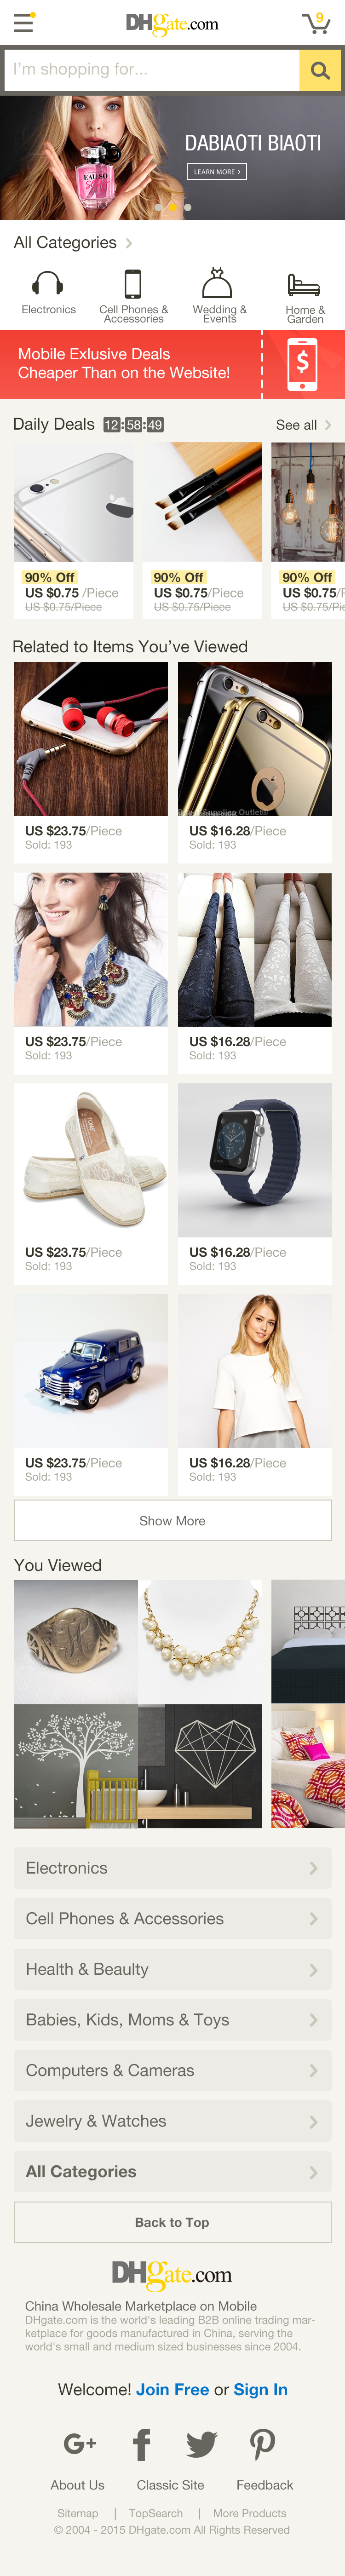 DHgate.com
9
I'm shopping for...
EAU SO
DABIAOTI BIAOTI
LEARN MORE >
All Categories
Electronics
Cell Phones &
Accessories
Wedding &
Events
Home &
Garden
Mobile Exlusive Deals
Cheaper Than on the Website!
$
Daily Deals 12:58:49
See all
90% Off
US $0.75 /Piece
US $0.75/Piece
90% Off
US $0.75/Piece
US $0.75/Piece
90% Off
US $0.75/F
US $0.75/Pie
Related to Items You've Viewed
US $23.75/Piece
Sold: 193
US $16.28/Piece
Sold: 193
US $23.75/Piece
Sold: 193
US $16.28/Piece
Sold: 193
US $23.75/Piece
Sold: 193
US $16.28/Piece
Sold: 193
US $23.75/Piece
Sold: 193
US $16.28/Piece
Sold: 193
Show More
You Viewed
Electronics
Cell Phones & Accessories
Health & Beaulty
Babies, Kids, Moms & Toys
Computers & Cameras
Jewelry & Watches
All Categories
Back to Top
DHgate.com
China Wholesale Marketplace on Mobile
DHgate.com is the world's leading B2B online trading mar-
ketplace for goods manufactured in China, serving the
world's small and medium sized businesses since 2004.
Welcome! Join Free or Sign In
G+
About Us
Classic Site
Feedback
Sitemap | TopSearch | More Products
© 2004 - 2015 DHgate.com All Rights Reserved